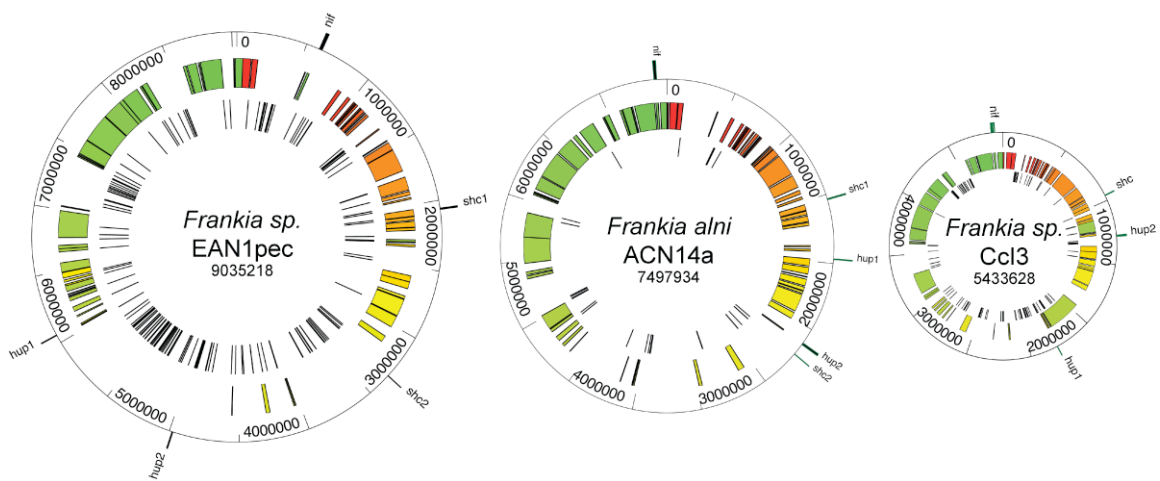 nif
0
1000000
shc1
2000000
3000000
shc2
4000000
5000000
hup2
hup1
6000000
7000000
8000000
Frankia sp.
EAN1pec
9035218
nif
0
1000000
shc1
hup1
2000000
hup2
shc2
3000000
4000000
5000000
6000000
Frankia alni
ACN14a
7497934
nif
0
shc
hup2
1000000
2000000
hup1
3000000
4000000
Frankia sp.
CcI3
5433628